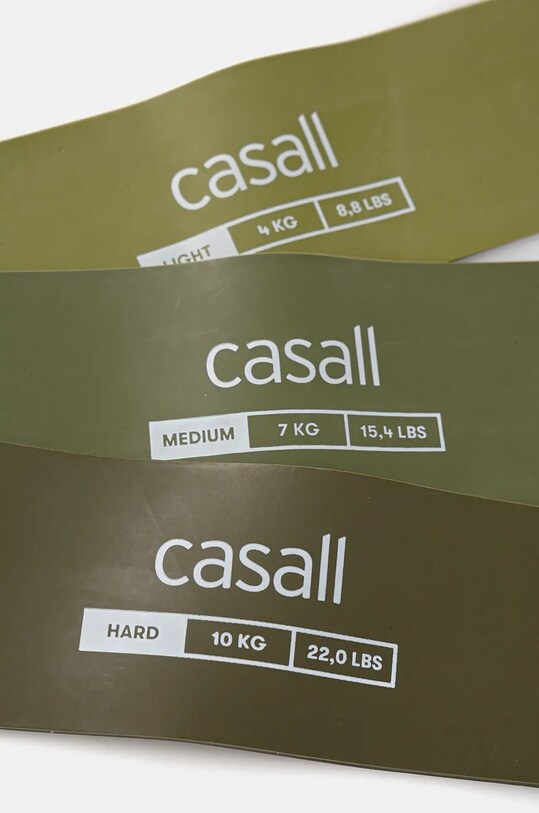 casall
LIGHT 4 KG 8,8 LBS
casall
MEDIUM 7 KG 15,4 LBS
casall
HARD 10 KG 22,0 LBS